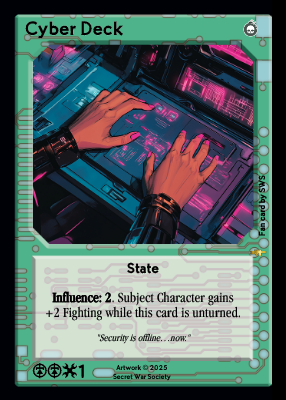 Cyber Deck
Fan card by SWS
State
Influence: 2. Subject Character gains
+2 Fighting while this card is unturned.
"Security is offline…now."
1
Artwork © 2025
Secret War Society